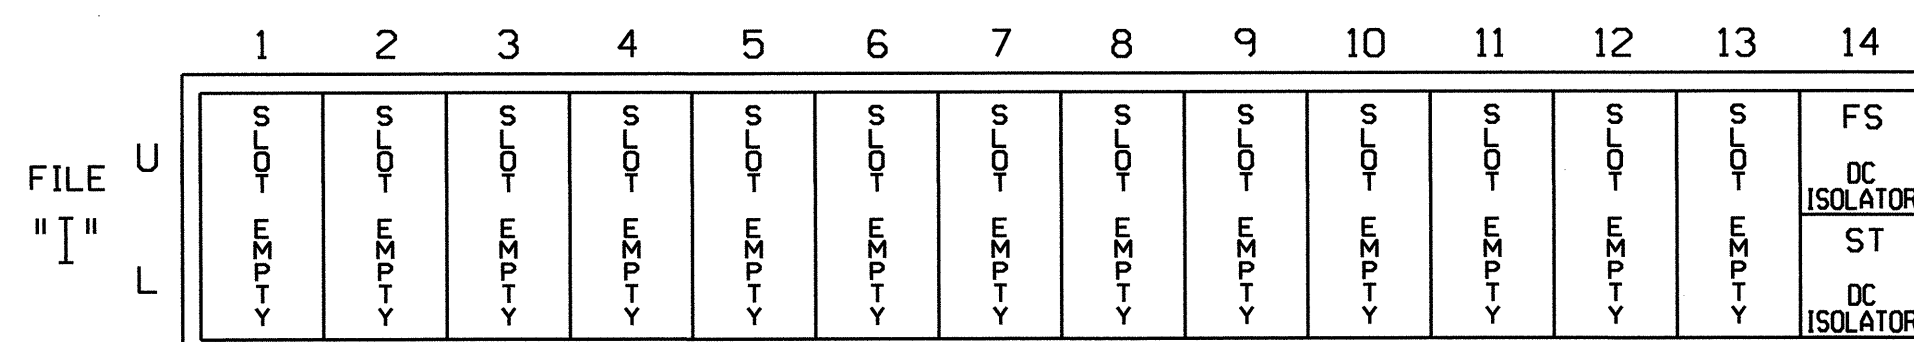 1 2 3 4 5 6 7 8 9 10 11 12 13 14
FILE
"I"
U
L
SLOT EMPTY
SLOT EMPTY
SLOT EMPTY
SLOT EMPTY
SLOT EMPTY
SLOT EMPTY
SLOT EMPTY
SLOT EMPTY
SLOT EMPTY
SLOT EMPTY
SLOT EMPTY
SLOT EMPTY
SLOT EMPTY
FS
DC
ISOLATOR
ST
DC
ISOLATOR